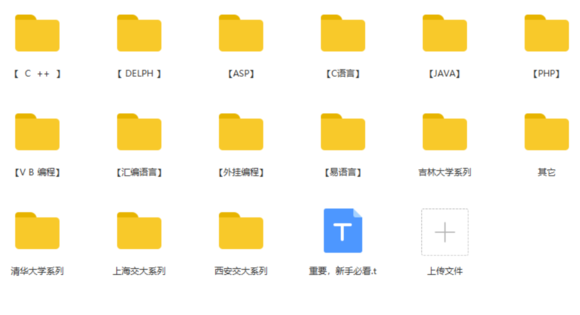 【 C ++ 】
【 DELPH 】
【ASP】
【C语言】
【JAVA】
【PHP】
【V B 编程】
【汇编语言】
【外挂编程】
【易语言】
吉林大学系列
其它
清华大学系列
上海交大系列
西安交大系列
T
重要，新手必看.t
上传文件